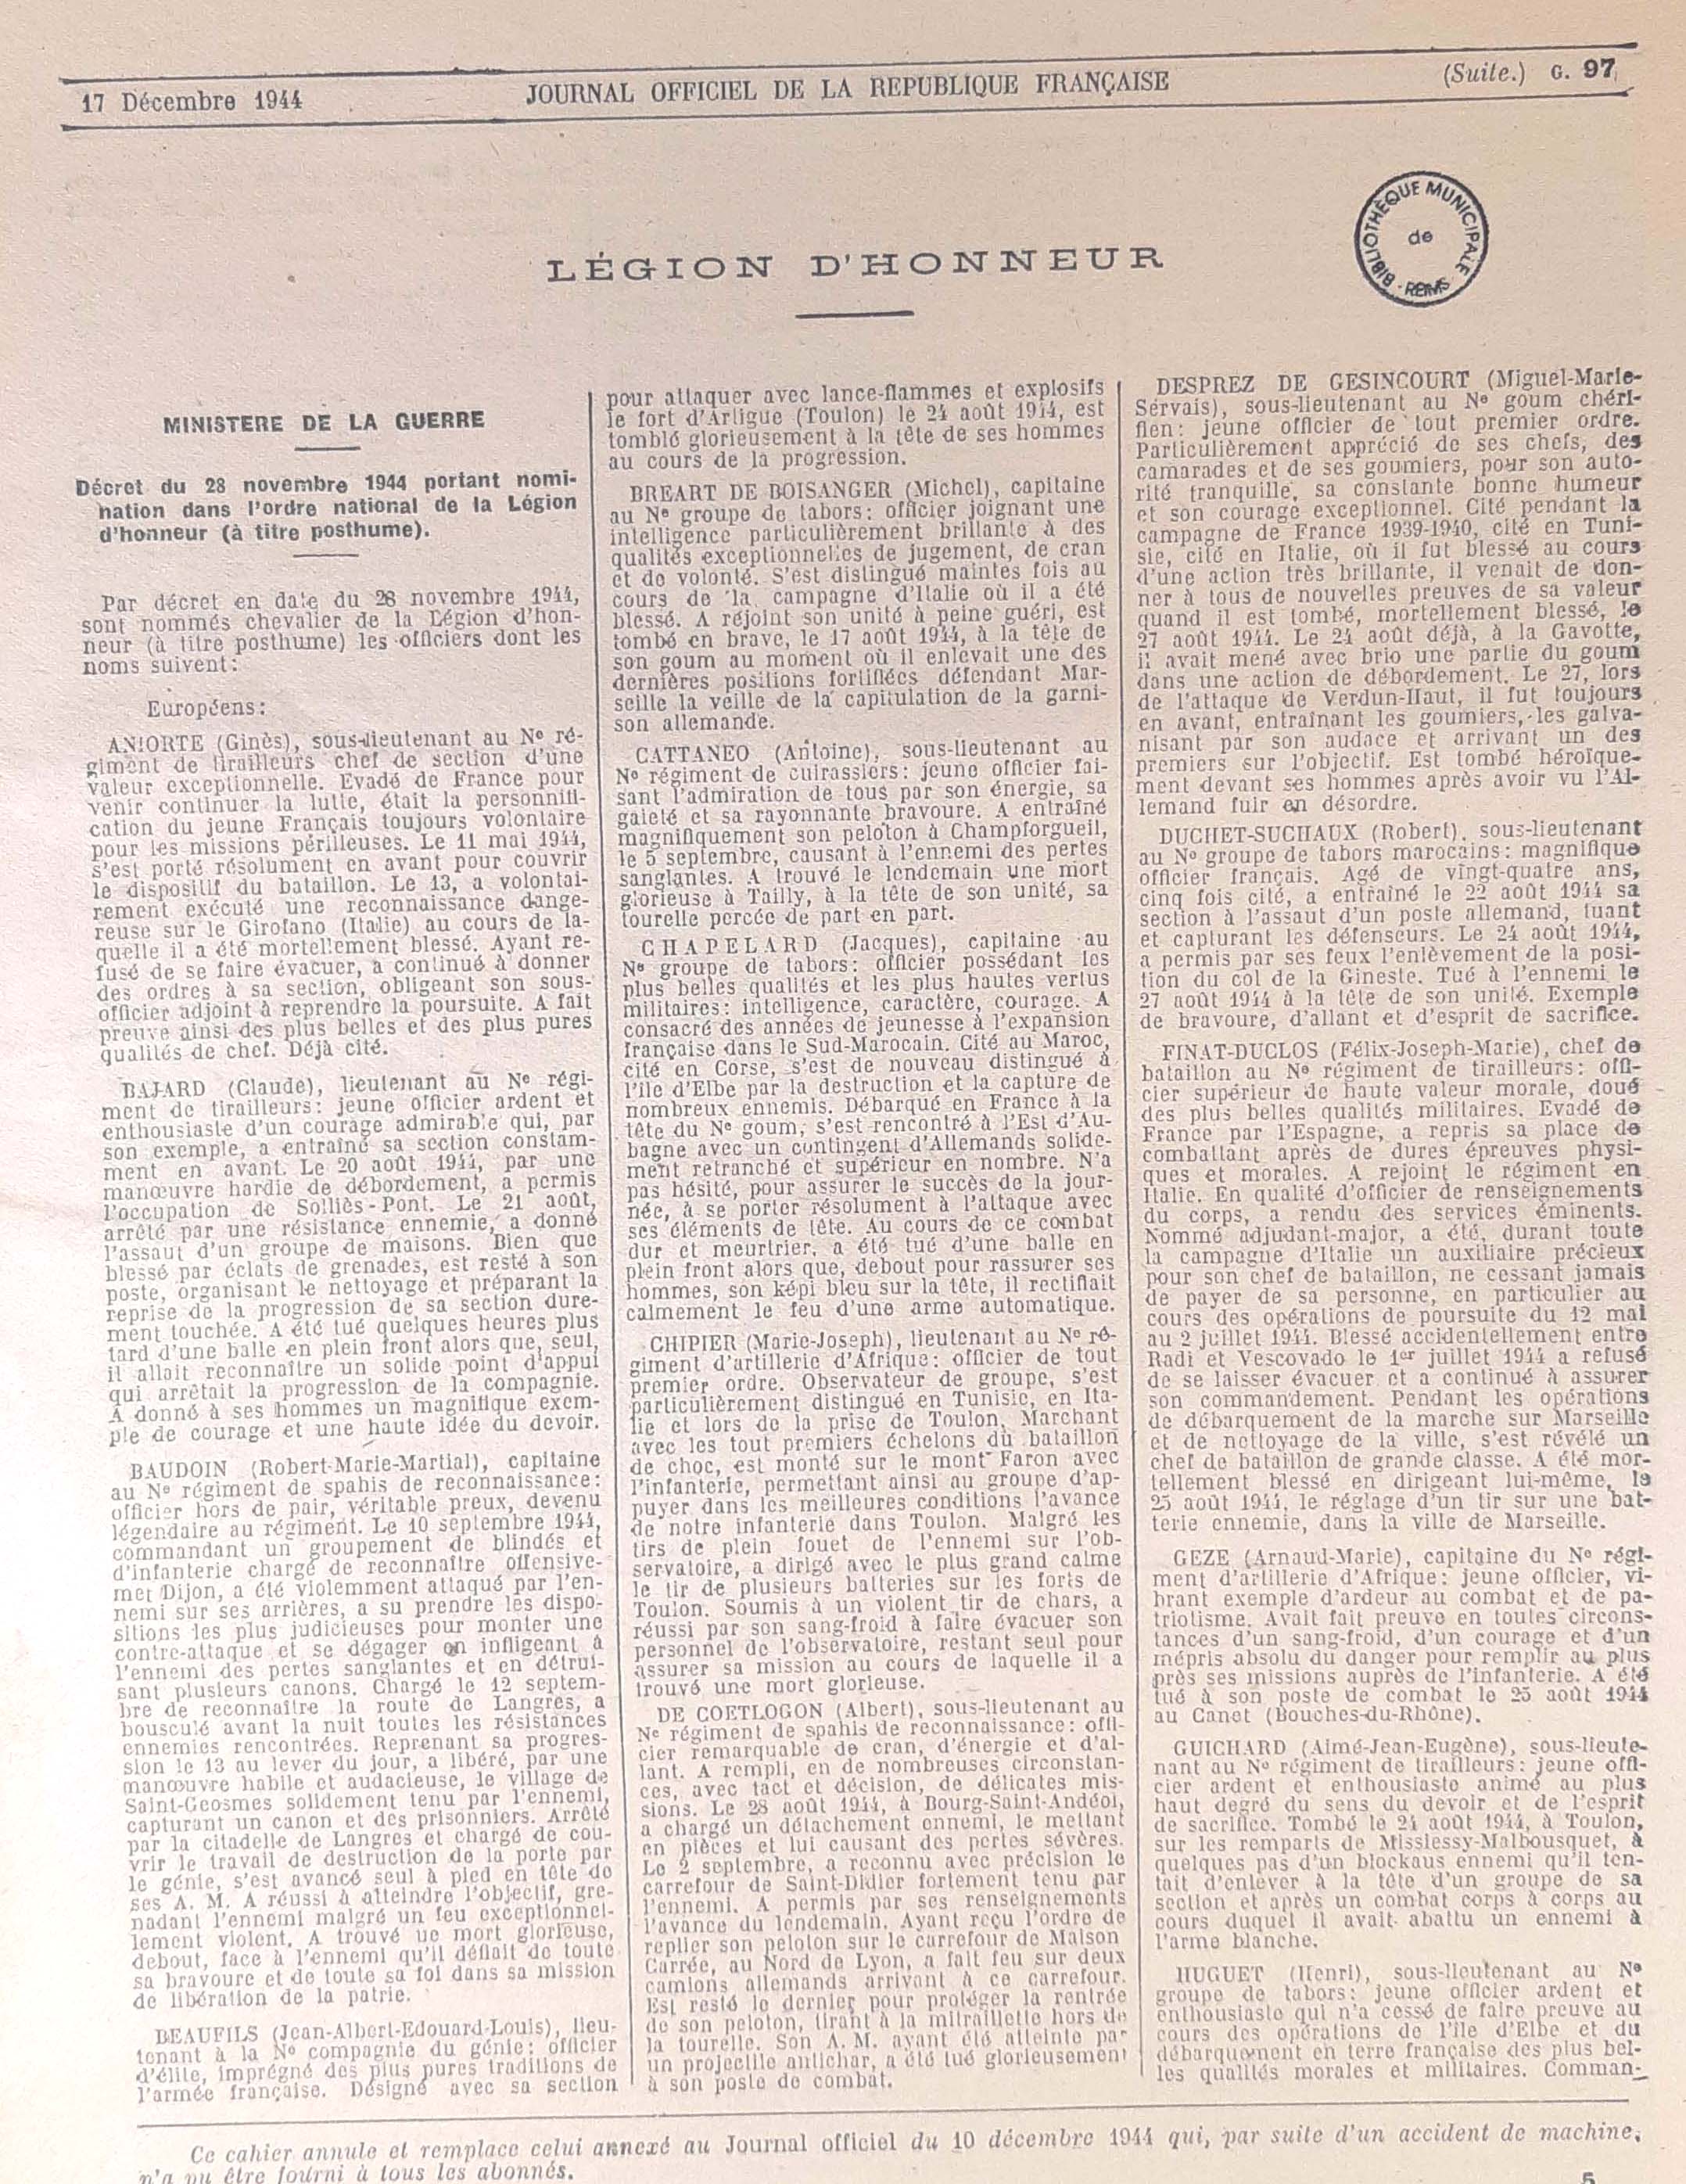 17 Décembre 1944
JOURNAL OFFICIEL DE LA REPUBLIQUE FRANÇAISE
(Suite.) G. 97
BIBLIOTHÈQUE MUNICIPALE
de
REIMS
LÉGION D'HONNEUR
MINISTERE DE LA GUERRE
Décret du 28 novembre 1944 portant nomi-
nation dans l'ordre national de la Légion
d'honneur (à titre posthume).
Par décret en date du 28 novembre 1944,
sont nommés chevalier de la Légion d'hon-
neur (à titre posthume) les officiers dont les
noms suivent:
Européens:
ANIORTE (Ginès), sous-lieutenant au Nº ré-
giment de tirailleurs chef de section d'une
valeur exceptionnelle. Evadé de France pour
venir continuer la lutte, était la personnifi-
cation du jeune Français toujours volontaire
pour les missions périlleuses. Le 11 mai 1944,
s'est porté résolument en avant pour couvrir
le dispositif du bataillon. Le 13, a volontai-
rement exécuté une reconnaissance dange-
reuse sur le Girofano (Italie) au cours de la-
quelle il a été mortellement blessé. Ayant re-
fusé de se faire évacuer, a continué à donner
des ordres à sa section, obligeant son sous-
officier adjoint à reprendre la poursuite. A fait
preuve ainsi des plus belles et des plus pures
qualités de chef. Déjà cité.
BAJARD (Claude), lieutenant au Nº régi-
ment de tirailleurs: jeune officier ardent et
enthousiaste d'un courage admirable qui, par
son exemple, a entraîné sa section constam-
ment en avant. Le 20 août 1944, par une
manœuvre hardie de débordement, a permis
l'occupation de Solliès-Pont. Le 21 août,
arrêté par une résistance ennemie, a donné
l'assaut d'un groupe de maisons. Bien que
blessé par éclats de grenades, est resté à son
poste, organisant le nettoyage et préparant la
reprise de la progression de sa section dure-
ment touchée. A été tué quelques heures plus
tard d'une balle en plein front alors que, seul,
il allait reconnaître un solide point d'appui
qui arrêtait la progression de la compagnie.
A donné à ses hommes un magnifique exem-
ple de courage et une haute idée du devoir.
BAUDOIN (Robert-Marie-Martial), capitaine
au Nº régiment de spahis de reconnaissance:
officier hors de pair, véritable preux, devenu
légendaire au régiment. Le 10 septembre 1944,
commandant un groupement de blindés et
d'infanterie chargé de reconnaître offensive-
met Dijon, a été violemment attaqué par l'en-
nemi sur ses arrières, a su prendre les dispo-
sitions les plus judicieuses pour monter une
contre-attaque et se dégager en infligeant à
l'ennemi des pertes sanglantes et en détrui-
sant plusieurs canons. Chargé le 12 septem-
bre de reconnaître la route de Langres, a
bousculé avant la nuit toutes les résistances
ennemies rencontrées. Reprenant sa progres-
sion le 13 au lever du jour, a libéré, par une
manœuvre habile et audacieuse, le village de
Saint-Geosmes solidement tenu par l'ennemi,
capturant un canon et des prisonniers. Arrêté
par la citadelle de Langres et chargé de cou-
vrir le travail de destruction de la porte par
le génie, s'est avancé seul à pied en tête de
ses A. M. A réussi à atteindre l'objectif, gre-
nadant l'ennemi malgré un feu exceptionnel-
lement violent. A trouvé ue mort glorieuse,
debout, face à l'ennemi qu'il défiait de toute
sa bravoure et de toute sa foi dans sa mission
de libération de la patrie.
BEAUFILS (Jean-Albert-Edouard-Louis), lieu-
tenant à la Nº compagnie du génie: officier
d'élite, imprégné des plus pures traditions de
l'armée française. Désigné avec sa section
pour attaquer avec lance-flammes et explosifs
le fort d'Artigue (Toulon) le 24 août 1944, est
tomblé glorieusement à la tête de ses hommes
au cours de la progression.
BREART DE BOISANGER (Michel), capitaine
au Nº groupe de tabors: officier joignant une
intelligence particulièrement brillante à des
qualités exceptionnelles de jugement, de cran
et de volonté. S'est distingué maintes fois au
cours de la campagne d'Italie où il a été
blessé. A rejoint son unité à peine guéri, est
tombé en brave, le 17 août 1944, à la tête de
son goum au moment où il enlevait une des
dernières positions fortifiées défendant Mar-
seille la veille de la capitulation de la garni-
son allemande.
CATTANEO (Antoine), sous-lieutenant au
Nº régiment de cuirassiers: jeune officier fai-
sant l'admiration de tous par son énergie, sa
gaieté et sa rayonnante bravoure. A entraîné
magnifiquement son peloton à Champforgueil,
le 5 septembre, causant à l'ennemi des pertes
sanglantes. A trouvé le lendemain une mort
glorieuse à Tailly, à la tête de son unité, sa
tourelle percée de part en part.
CHAPELARD (Jacques), capitaine au
Nº groupe de tabors: officier possédant les
plus belles qualités et les plus hautes vertus
militaires: intelligence, caractère, courage. A
consacré des années de jeunesse à l'expansion
française dans le Sud-Marocain. Cité au Maroc,
cité en Corse, s'est de nouveau distingué à
l'île d'Elbe par la destruction et la capture de
nombreux ennemis. Débarqué en France à la
tête du Nº goum, s'est rencontré à l'Est d'Au-
bagne avec un contingent d'Allemands solide-
ment retranché et supérieur en nombre. N'a
pas hésité, pour assurer le succès de la jour-
née, à se porter résolument à l'attaque avec
ses éléments de tête. Au cours de ce combat
dur et meurtrier, a été tué d'une balle en
plein front alors que, debout pour rassurer ses
hommes, son képi bleu sur la tête, il rectifiait
calmement le feu d'une arme automatique.
CHIPIER (Marie-Joseph), lieutenant au Nº ré-
giment d'artillerie d'Afrique: officier de tout
premier ordre. Observateur de groupe, s'est
particulièrement distingué en Tunisie, en Ita-
lie et lors de la prise de Toulon. Marchant
avec les tout premiers échelons du bataillon
de choc, est monté sur le mont Faron avec
l'infanterie, permettant ainsi au groupe d'ap-
puyer dans les meilleures conditions l'avance
de notre infanterie dans Toulon. Malgré les
tirs de plein fouet de l'ennemi sur l'ob-
servatoire, a dirigé avec le plus grand calme
le tir de plusieurs batteries sur les forts de
Toulon. Soumis à un violent tir de chars, a
réussi par son sang-froid à faire évacuer son
personnel de l'observatoire, restant seul pour
assurer sa mission au cours de laquelle il a
trouvé une mort glorieuse.
DE COETLOGON (Albert), sous-lieutenant au
Nº régiment de spahis de reconnaissance: offi-
cier remarquable de cran, d'énergie et d'al-
lant. A rempli, en de nombreuses circonstan-
ces, avec tact et décision, de délicates mis-
sions. Le 28 août 1944, à Bourg-Saint-Andéol,
a chargé un détachement ennemi, le mettant
en pièces et lui causant des pertes sévères.
Le 2 septembre, a reconnu avec précision le
carrefour de Saint-Didier fortement tenu par
l'ennemi. A permis par ses renseignements
l'avance du lendemain. Ayant reçu l'ordre de
replier son peloton sur le carrefour de Maison
Carrée, au Nord de Lyon, a fait feu sur deux
camions allemands arrivant à ce carrefour.
Est resté le dernier pour protéger la rentrée
de son peloton, tirant à la mitraillette hors de
la tourelle. Son A. M. ayant été atteinte par
un projectile antichar, a été tué glorieusement
à son poste de combat.
DESPREZ DE GESINCOURT (Miguel-Marie-
Servais), sous-lieutenant au Nº goum chéri-
fien: jeune officier de tout premier ordre.
Particulièrement apprécié de ses chefs, des
camarades et de ses goumiers, pour son auto-
rité tranquille, sa constante bonne humeur
et son courage exceptionnel. Cité pendant la
campagne de France 1939-1940, cité en Tuni-
sie, cité en Italie, où il fut blessé au cours
d'une action très brillante, il venait de don-
ner à tous de nouvelles preuves de sa valeur
quand il est tombé, mortellement blessé, le
27 août 1944. Le 24 août déjà, à la Gavotte,
il avait mené avec brio une partie du goum
dans une action de débordement. Le 27, lors
de l'attaque de Verdun-Haut, il fut toujours
en avant, entraînant les goumiers, les galva-
nisant par son audace et arrivant un des
premiers sur l'objectif. Est tombé héroïque-
ment devant ses hommes après avoir vu l'Al-
lemand fuir en désordre.
DUCHET-SUCHAUX (Robert), sous-lieutenant
au Nº groupe de tabors marocains: magnifique
officier français. Agé de vingt-quatre ans,
cinq fois cité, a entraîné le 22 août 1944 sa
section à l'assaut d'un poste allemand, tuant
et capturant les défenseurs. Le 24 août 1944,
a permis par ses feux l'enlèvement de la posi-
tion du col de la Gineste. Tué à l'ennemi le
27 août 1944 à la tête de son unité. Exemple
de bravoure, d'allant et d'esprit de sacrifice.
FINAT-DUCLOS (Félix-Joseph-Marie), chef de
bataillon au Nº régiment de tirailleurs: offi-
cier supérieur de haute valeur morale, doué
des plus belles qualités militaires. Evadé de
France par l'Espagne, a repris sa place de
combattant après de dures épreuves physi-
ques et morales. A rejoint le régiment en
Italie. En qualité d'officier de renseignements
du corps, a rendu des services éminents.
Nommé adjudant-major, a été, durant toute
la campagne d'Italie un auxiliaire précieux
pour son chef de bataillon, ne cessant jamais
de payer de sa personne, en particulier au
cours des opérations de poursuite du 12 mai
au 2 juillet 1944. Blessé accidentellement entre
Radi et Vescovado le 1er juillet 1944 a refusé
de se laisser évacuer et a continué à assurer
son commandement. Pendant les opérations
de débarquement de la marche sur Marseille
et de nettoyage de la ville, s'est révélé un
chef de bataillon de grande classe. A été mor-
tellement blessé en dirigeant lui-même, le
25 août 1944, le réglage d'un tir sur une bat-
terie ennemie, dans la ville de Marseille.
GEZE (Arnaud-Marie), capitaine du Nº régi-
ment d'artillerie d'Afrique: jeune officier, vi-
brant exemple d'ardeur au combat et de pa-
triotisme. Avait fait preuve en toutes circons-
tances d'un sang-froid, d'un courage et d'un
mépris absolu du danger pour remplir au plus
près ses missions auprès de l'infanterie. A été
tué à son poste de combat le 25 août 1944
au Canet (Bouches-du-Rhône).
GUICHARD (Aimé-Jean-Eugène), sous-lieute-
nant au Nº régiment de tirailleurs: jeune offi-
cier ardent et enthousiaste animé au plus
haut degré du sens du devoir et de l'esprit
de sacrifice. Tombé le 24 août 1944, à Toulon,
sur les remparts de Missiessy-Malbousquet, à
quelques pas d'un blockaus ennemi qu'il ten-
tait d'enlever à la tête d'un groupe de sa
section et après un combat corps à corps au
cours duquel il avait abattu un ennemi à
l'arme blanche.
HUGUET (Henri), sous-lieutenant au Nº
groupe de tabors: jeune officier ardent et
enthousiaste qui n'a cessé de faire preuve au
cours des opérations de l'île d'Elbe et du
débarquement en terre française des plus bel-
les qualités morales et militaires. Comman-
Ce cahier annule et remplace celui annexé au Journal officiel du 10 décembre 1944 qui, par suite d'un accident de machine,
n'a pu être fourni à tous les abonnés.
5